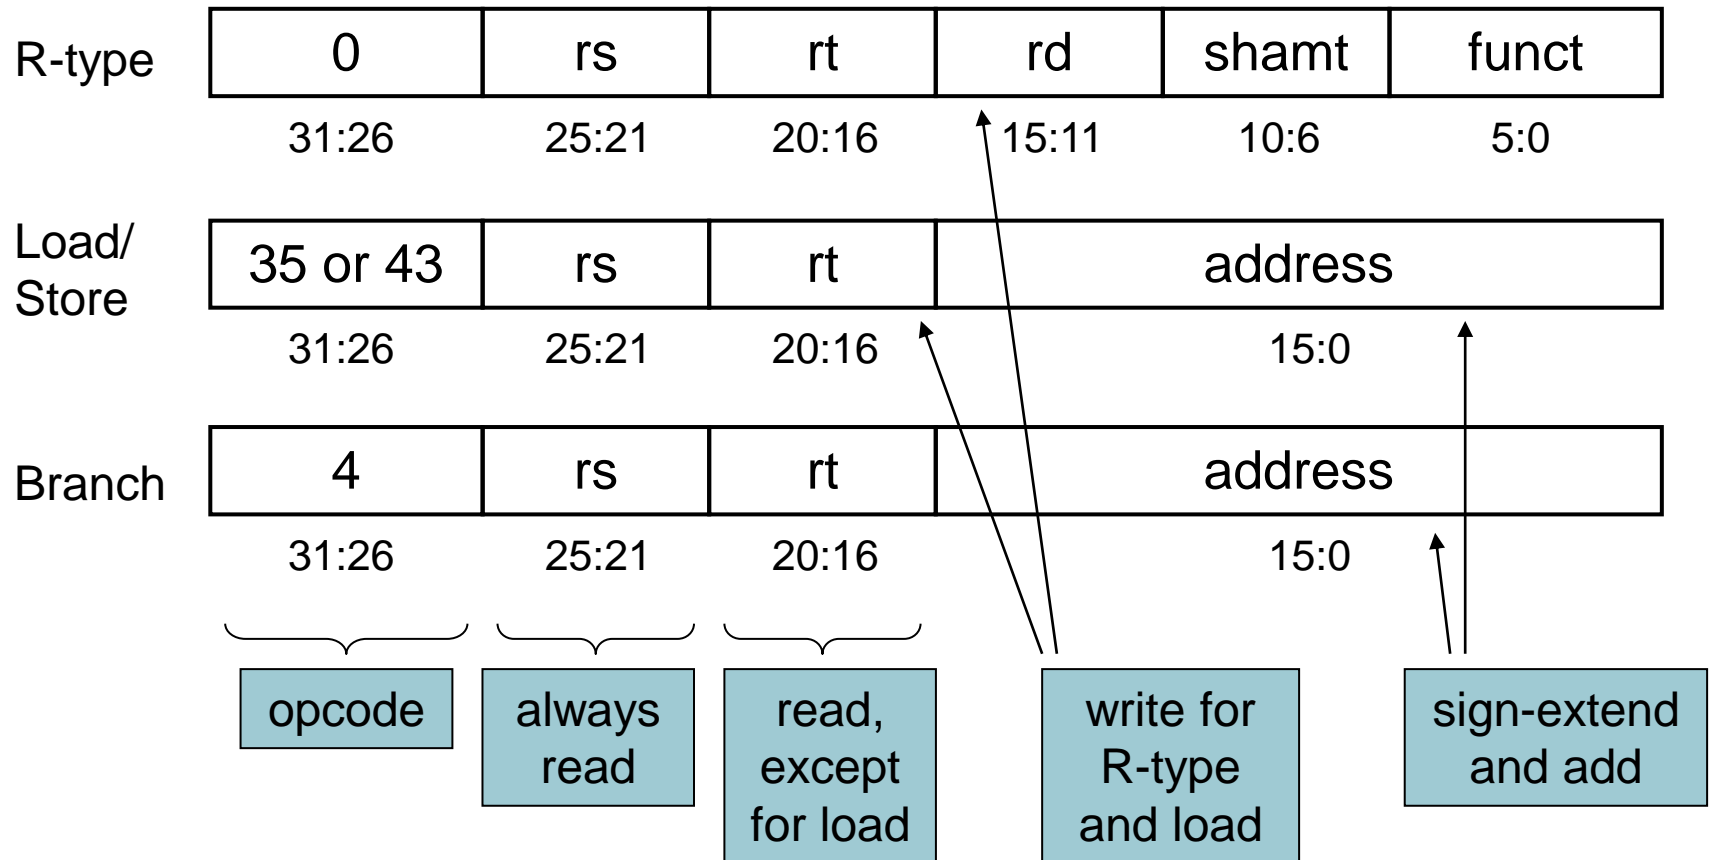 R-type 0 rs rt rd shamt funct
31:26 25:21 20:16 15:11 10:6 5:0
Load/
Store
35 or 43 rs rt address
31:26 25:21 20:16 15:0
Branch 4 rs rt address
31:26 25:21 20:16 15:0
opcode
always
read
read,
except
for load
write for
R-type
and load
sign-extend
and add